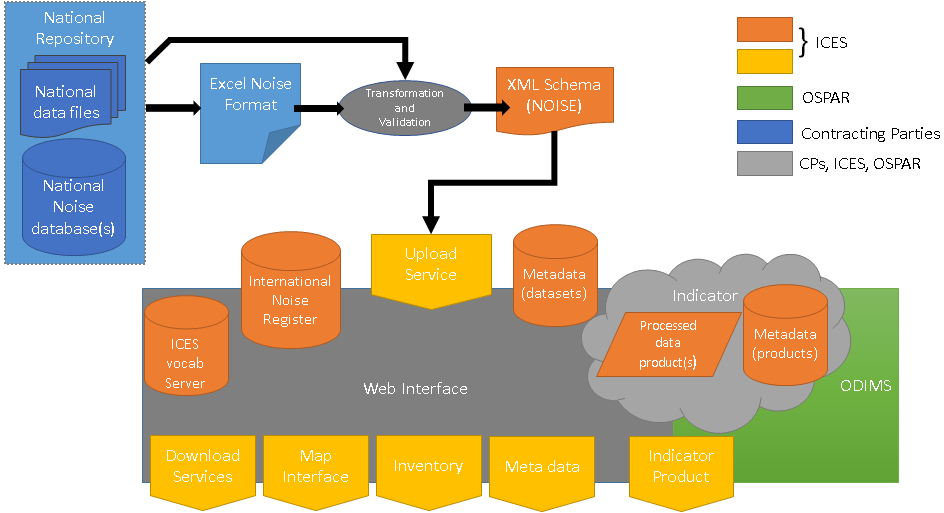 National
Repository
National
data files
National
Noise
database(s)
Excel Noise
Format
Transformation
and
Validation
XML Schema
(NOISE)
ICES
OSPAR
Contracting Parties
CPs, ICES, OSPAR
Upload
Service
International
Noise
Register
Metadata
(datasets)
Indicator
Processed
data
product(s)
Metadata
(products)
ICES
vocab
Server
Web Interface
ODIMS
Download
Services
Map
Interface
Inventory
Meta data
Indicator
Product